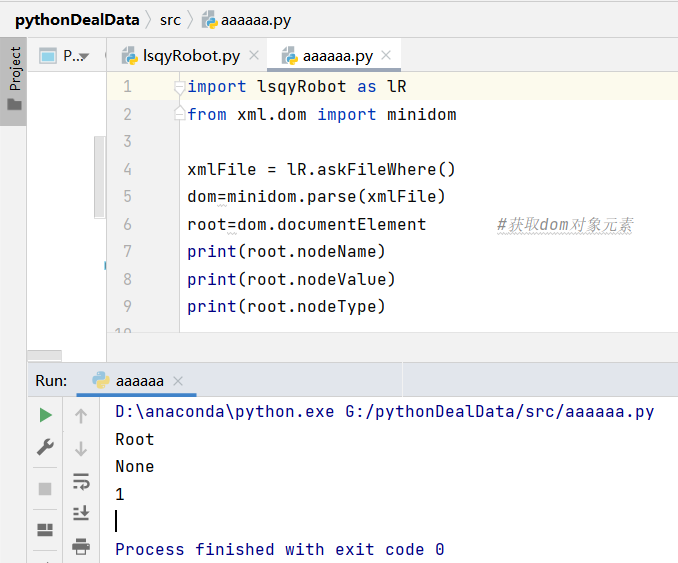 pythonDealData src aaaaaa.py
Project
P... lsqyRobot.py aaaaaa.py
1 import lsqyRobot as lR
2 from xml.dom import minidom
3
4 xmlFile = lR.askFileWhere()
5 dom=minidom.parse(xmlFile)
6 root=dom.documentElement #获取dom对象元素
7 print(root.nodeName)
8 print(root.nodeValue)
9 print(root.nodeType)
Run: aaaaaa
D:\anaconda\python.exe G:/pythonDealData/src/aaaaaa.py
Root
None
1
Process finished with exit code 0